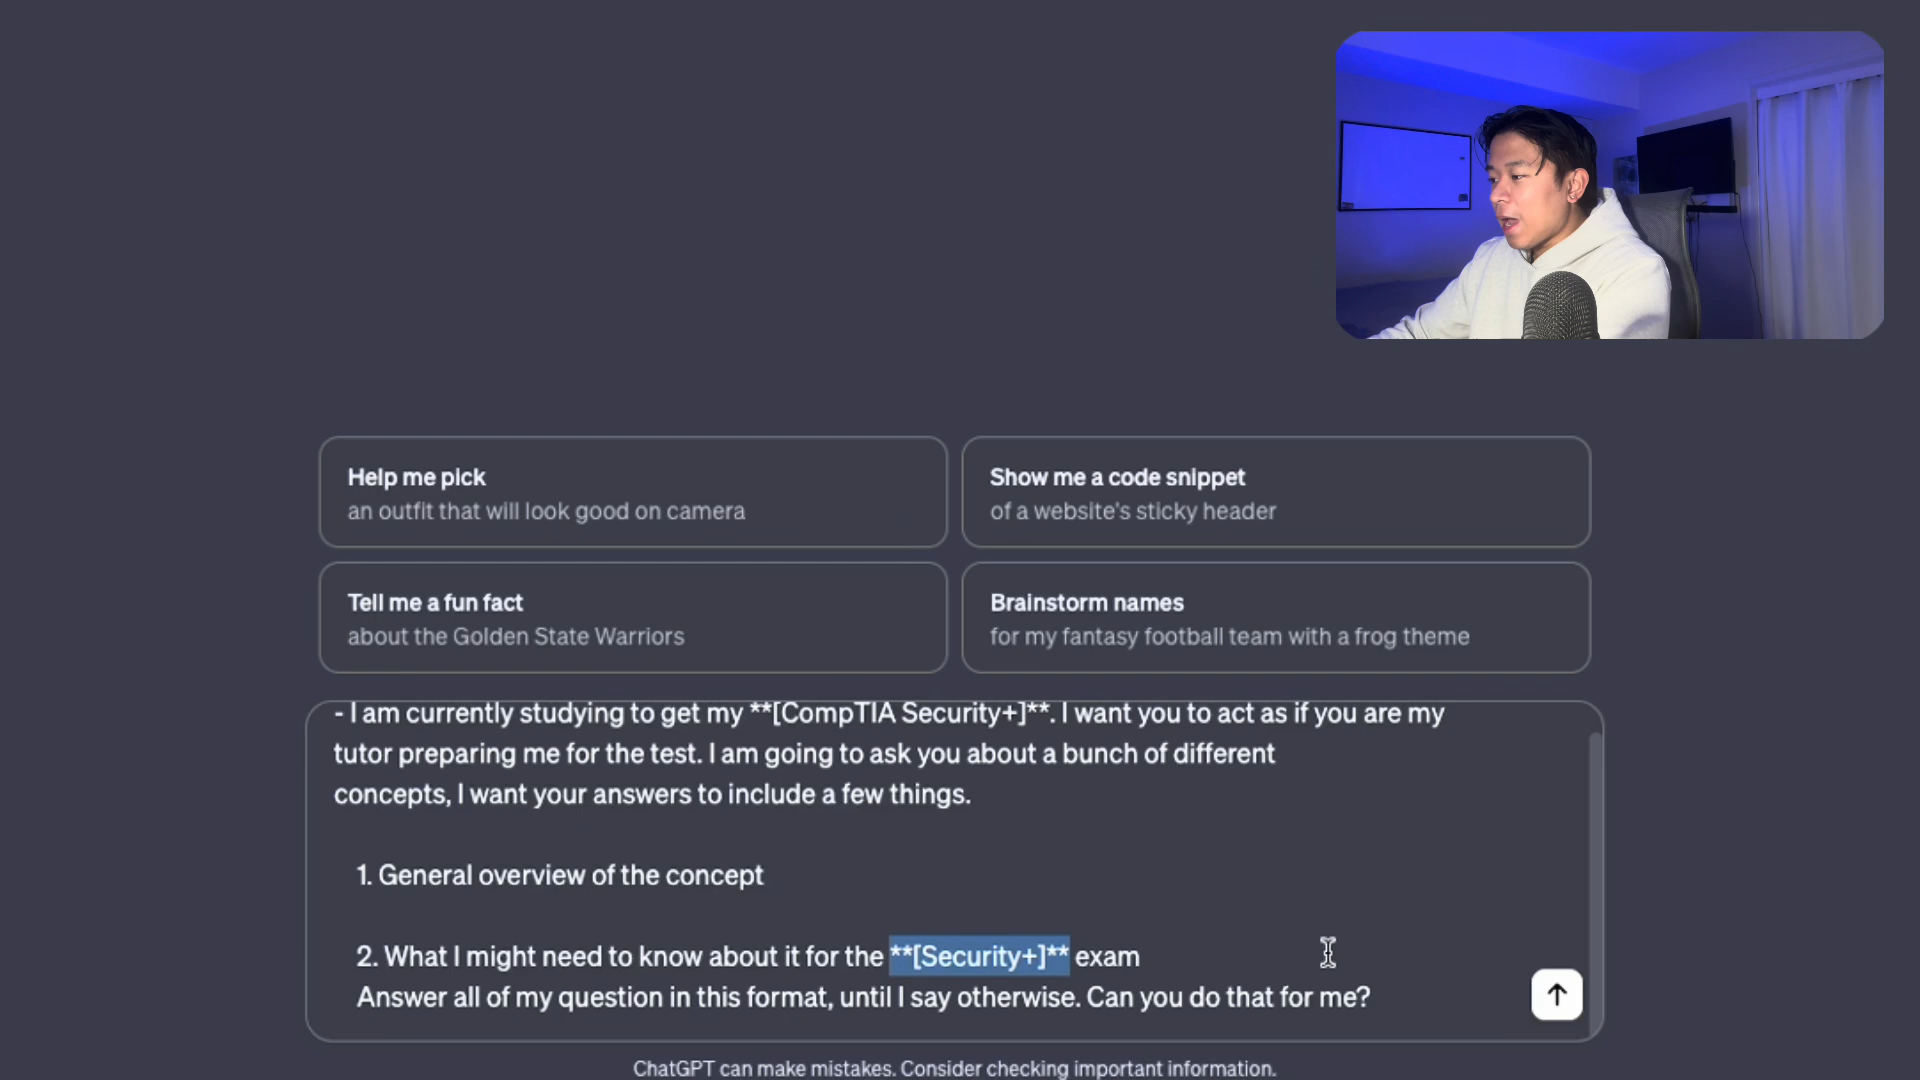 Help me pick
an outfit that will look good on camera
Show me a code snippet
of a website's sticky header
Tell me a fun fact
about the Golden State Warriors
Brainstorm names
for my fantasy football team with a frog theme
- I am currently studying to get my **[CompTIA Security+]**. I want you to act as if you are my
tutor preparing me for the test. I am going to ask you about a bunch of different
concepts, I want your answers to include a few things.
1. General overview of the concept
2. What I might need to know about it for the **[Security+]** exam
Answer all of my question in this format, until I say otherwise. Can you do that for me?
ChatGPT can make mistakes. Consider checking important information.